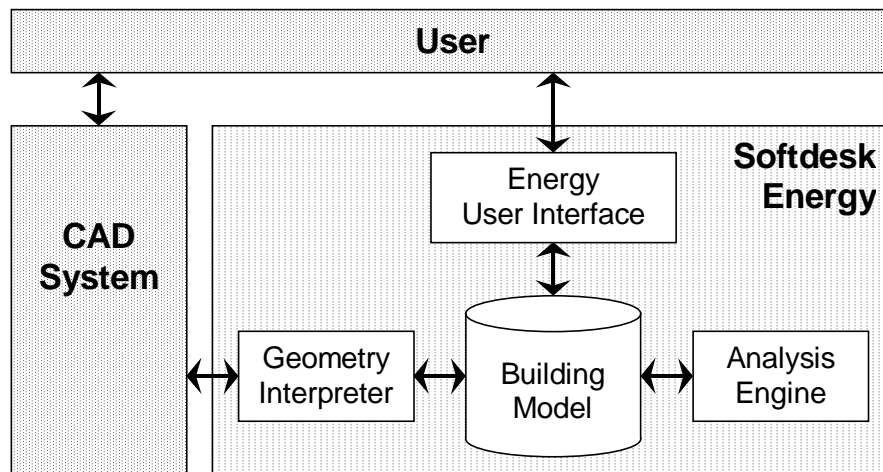 User
Softdesk
Energy
Energy
User Interface
CAD
System
Geometry
Interpreter
Building
Model
Analysis
Engine